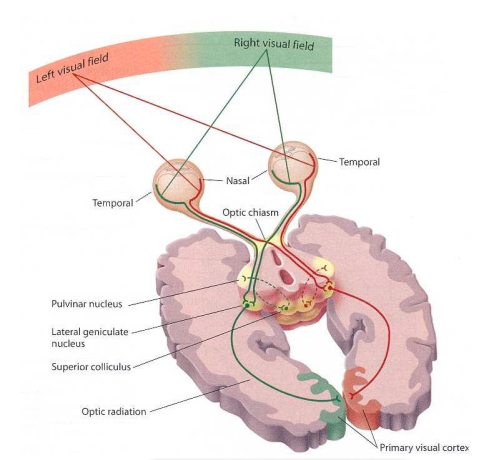 Right visual field
Left visual field
Temporal
Nasal
Temporal
Optic chiasm
Pulvinar nucleus
Lateral geniculate
nucleus
Superior colliculus
Optic radiation
Primary visual cortex